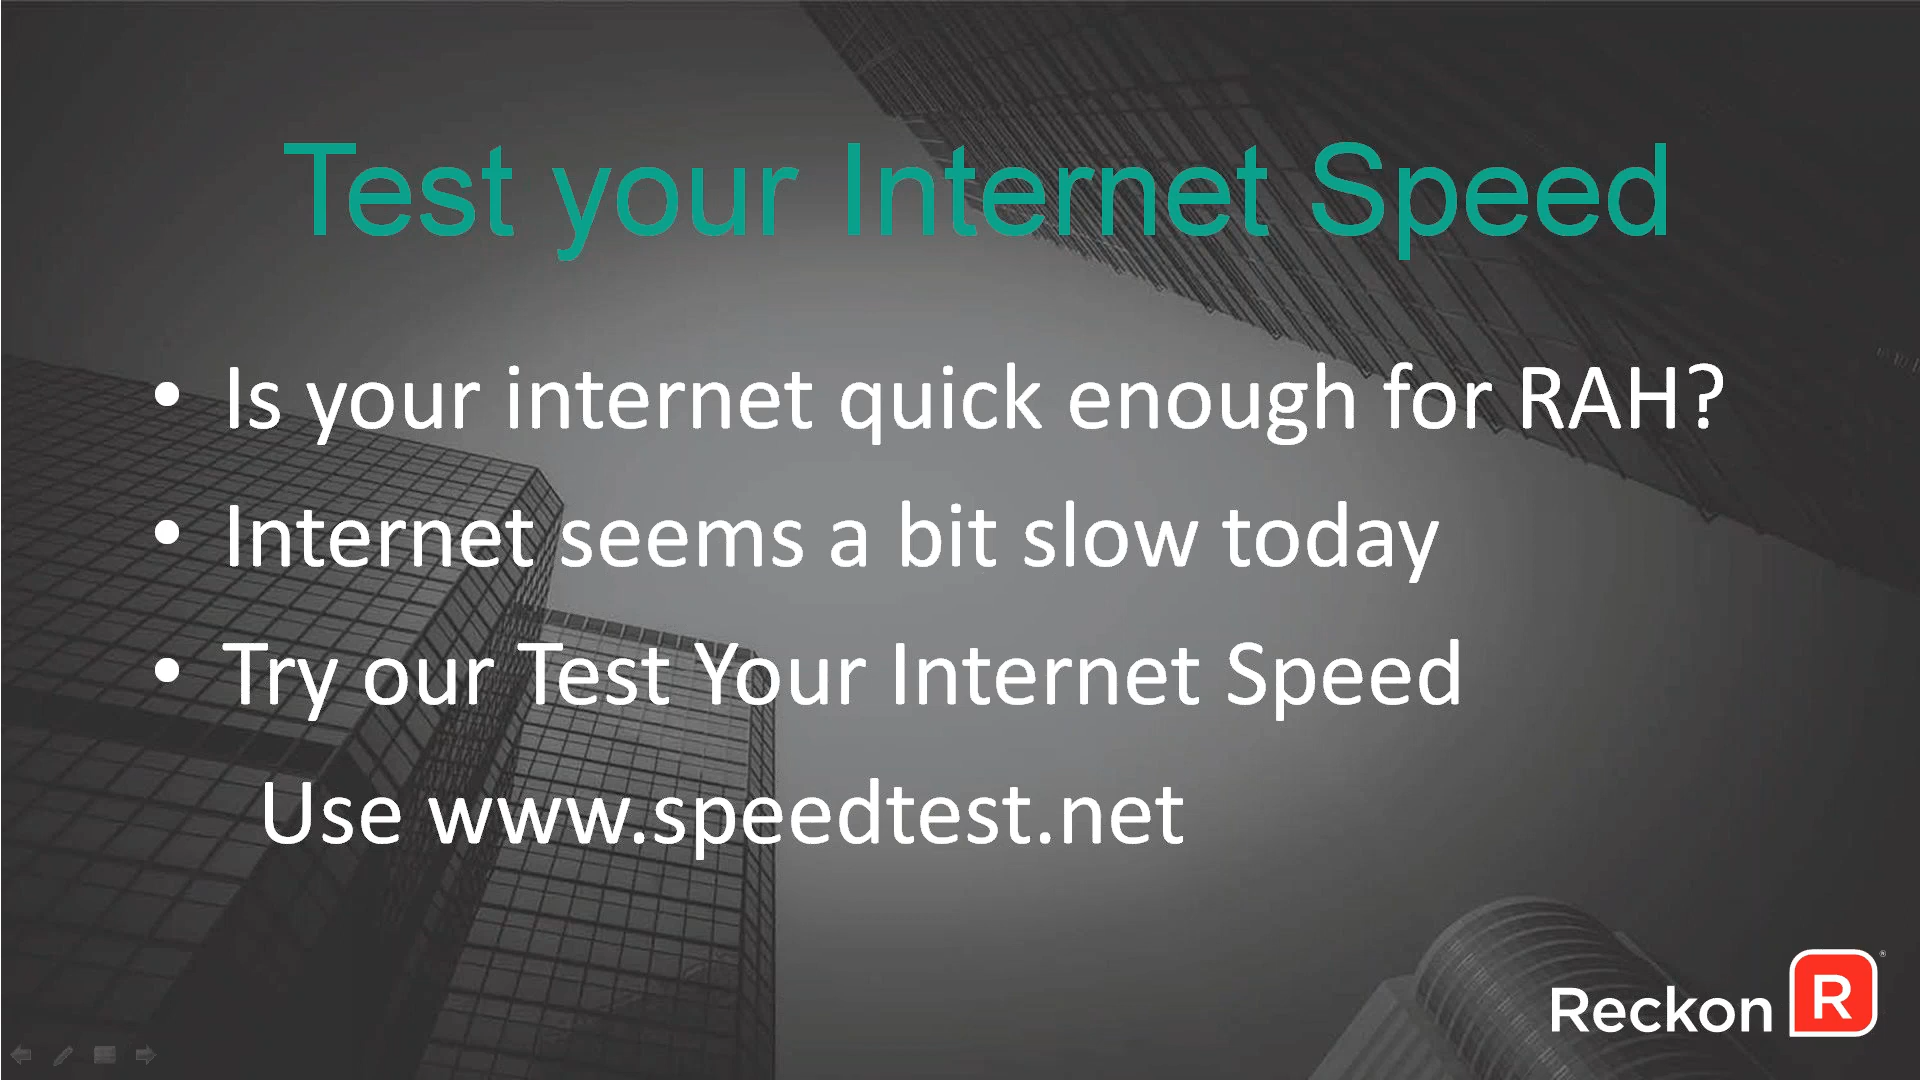 Test your Internet Speed
• Is your internet quick enough for RAH?
• Internet seems a bit slow today
• Try our Test Your Internet Speed
Use www.speedtest.net
Reckon R ®